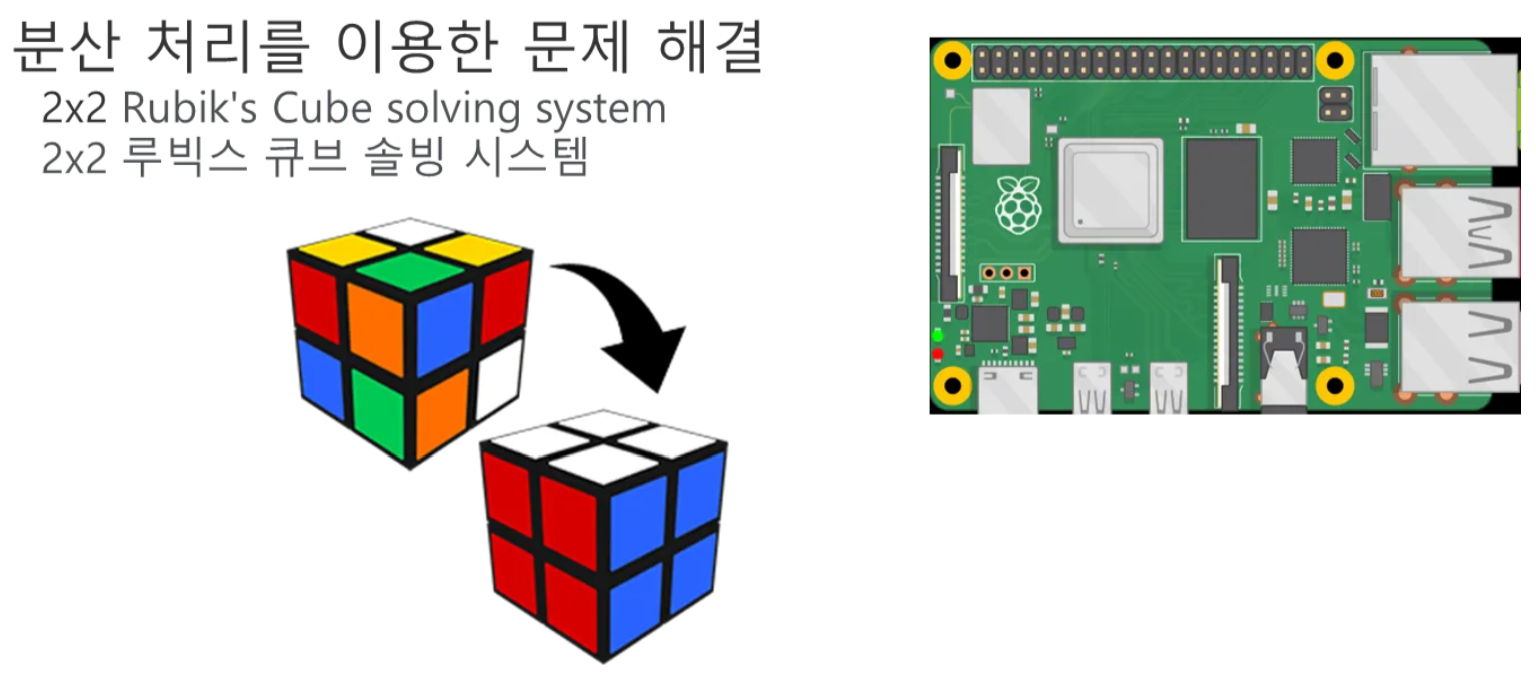 분산 처리를 이용한 문제 해결
2x2 Rubik's Cube solving system
2x2 루빅스 큐브 솔빙 시스템